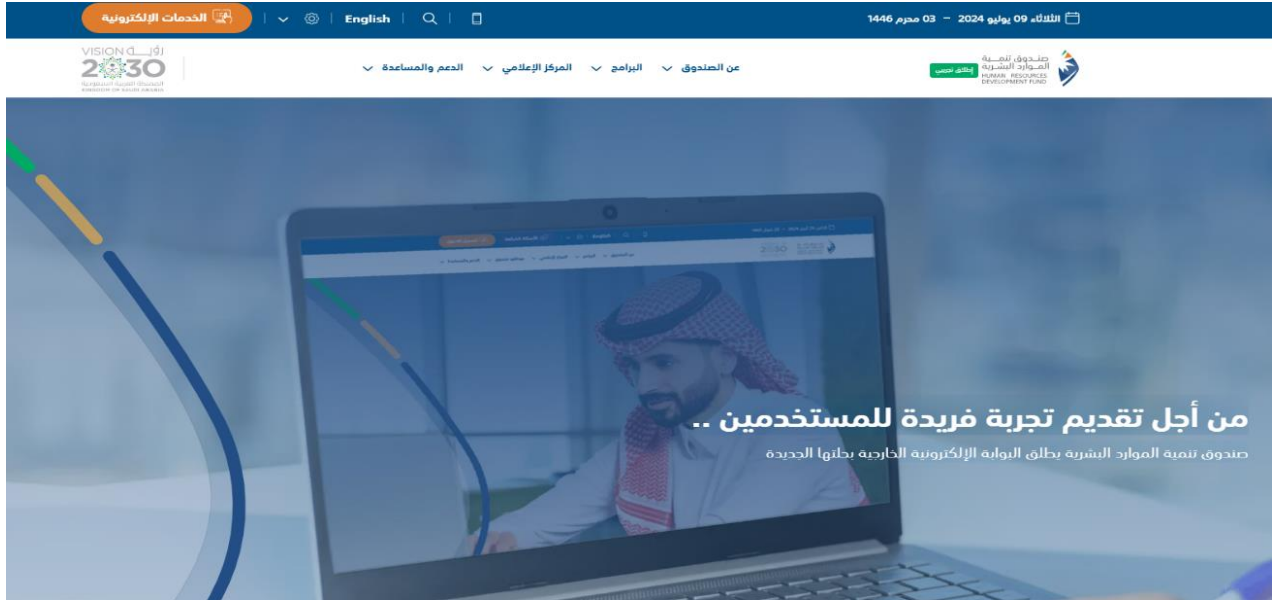 الثلاثاء 09 يوليو 2024 - 03 محرم 1446
English
الخدمات الإلكترونية
صندوق تنمية
الموارد البشرية
HUMAN RESOURCES
DEVELOPMENT FUND
إطلاق تجريبي
عن الصندوق
البرامج
المركز الإعلامي
الدعم والمساعدة
VISION رؤيــة
2030
المملكة العربية السعودية
KINGDOM OF SAUDI ARABIA
من أجل تقديم تجربة فريدة للمستخدمين ..
صندوق تنمية الموارد البشرية يطلق البوابة الإلكترونية الخارجية بحلتها الجديدة